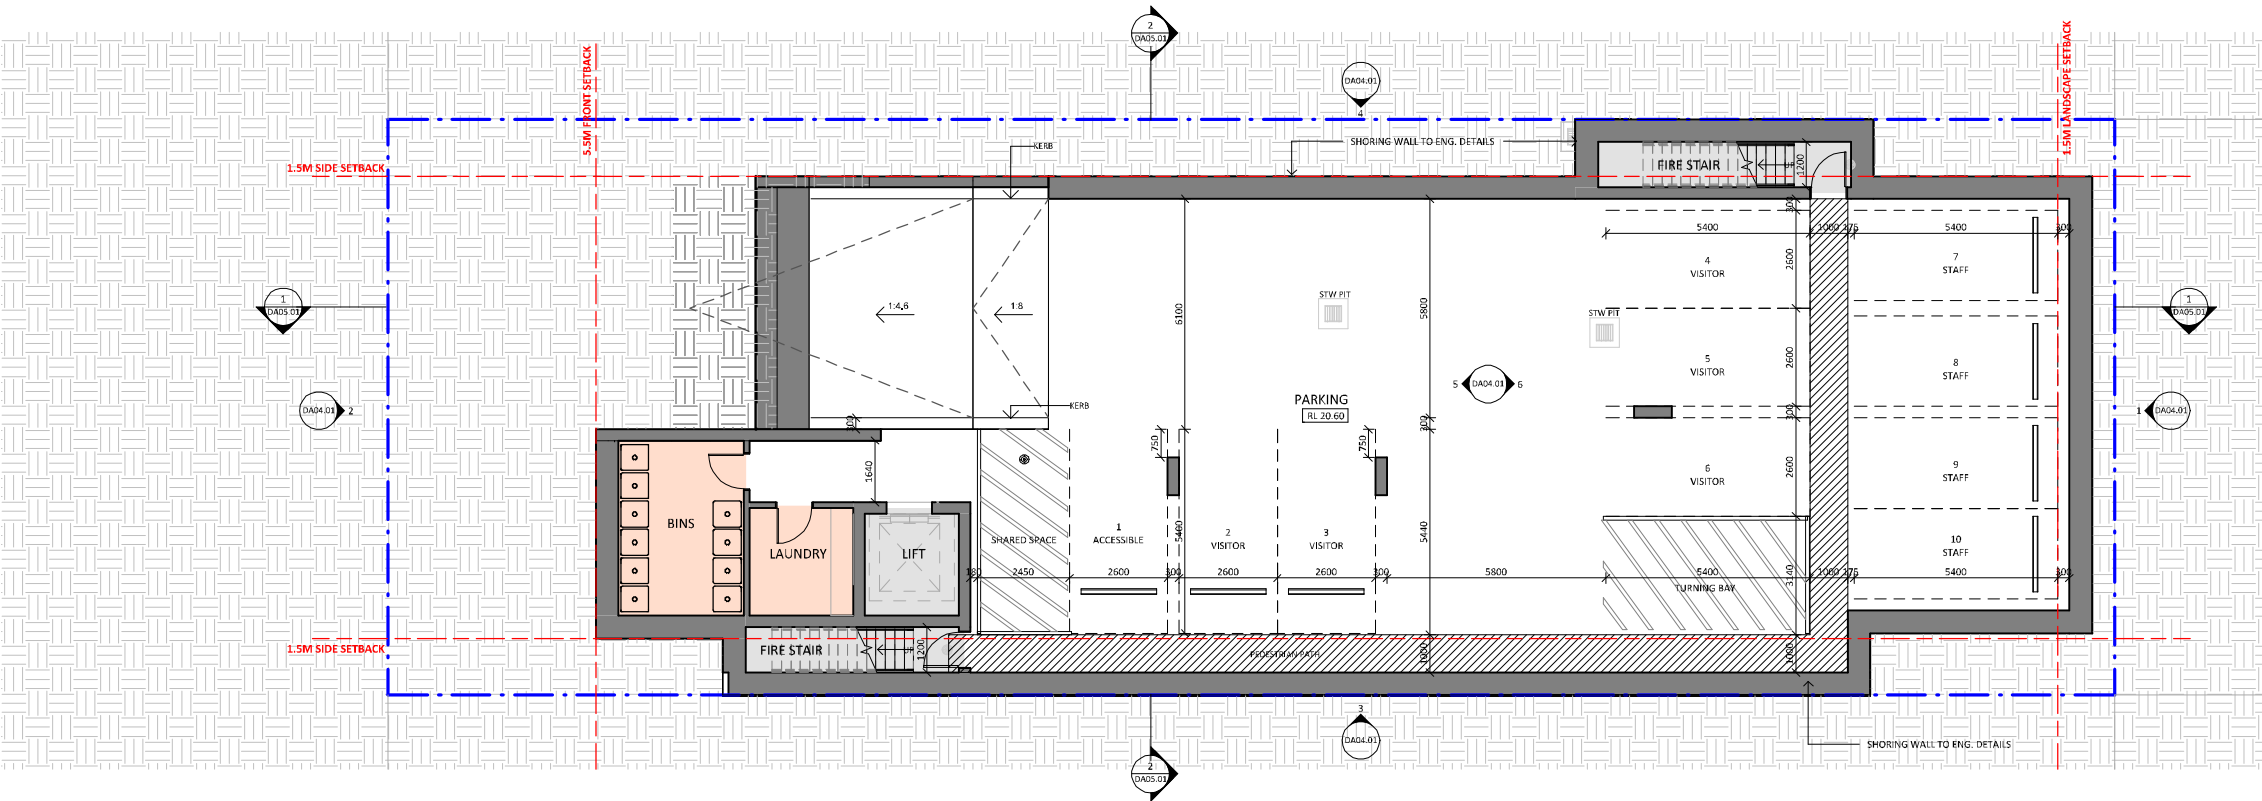 2
DA05.01
5.5M FRONT SETBACK
1.5M LANDSCAPE SETBACK
DA04.01
4
KERB
SHORING WALL TO ENG. DETAILS
1.5M SIDE SETBACK
FIRE STAIR
UP
1200
300
5400
1000
175
5400
300
4
VISITOR
2600
7
STAFF
1
DA05.01
1:4.6
1:8
STW PIT
6100
5800
STW PIT
1
DA05.01
5
VISITOR
2600
8
STAFF
5
DA04.01
6
PARKING
RL 20.60
DA04.01
2
KERB
300
300
300
1
DA04.01
750
750
1640
6
VISITOR
2600
9
STAFF
BINS
LAUNDRY
LIFT
SHARED SPACE
1
ACCESSIBLE
5400
2
VISITOR
3
VISITOR
5440
10
STAFF
180
2450
2600
300
2600
2600
300
5800
5400
3140
1000
175
5400
300
TURNING BAY
1.5M SIDE SETBACK
FIRE STAIR
UP
1200
PEDESTRIAN PATH
1000
1000
3
DA04.01
SHORING WALL TO ENG. DETAILS
2
DA05.01